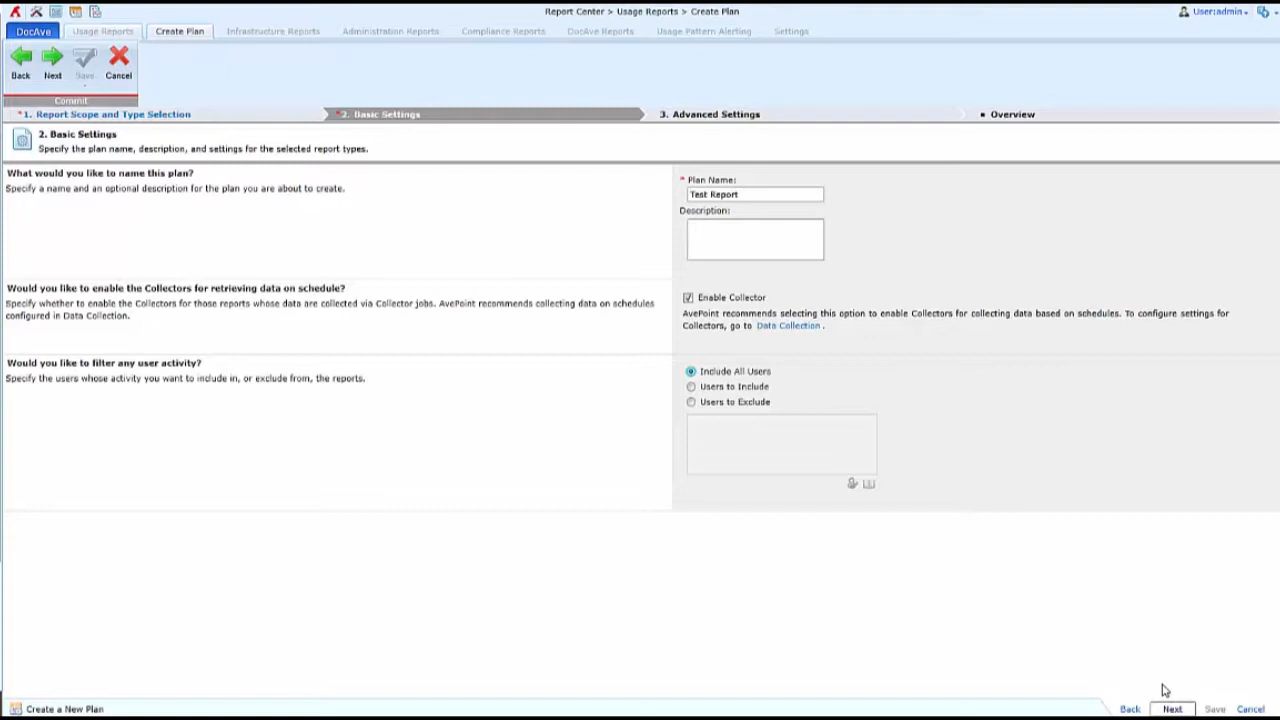 Report Center > Usage Reports > Create Plan
User:admin
DocAve
Usage Reports
Create Plan
Infrastructure Reports
Administration Reports
Compliance Reports
DocAve Reports
Usage Pattern Alerting
Settings
Back
Next
Save
Cancel
Commit
* 1. Report Scope and Type Selection
* 2. Basic Settings
3. Advanced Settings
Overview
2. Basic Settings
Specify the plan name, description, and settings for the selected report types.
What would you like to name this plan?
Specify a name and an optional description for the plan you are about to create.
* Plan Name:
Test Report
Description:
Would you like to enable the Collectors for retrieving data on schedule?
Specify whether to enable the Collectors for those reports whose data are collected via Collector jobs. AvePoint recommends collecting data on schedules
configured in Data Collection.
Enable Collector
AvePoint recommends selecting this option to enable Collectors for collecting data based on schedules. To configure settings for
Collectors, go to Data Collection .
Would you like to filter any user activity?
Specify the users whose activity you want to include in, or exclude from, the reports.
Include All Users
Users to Include
Users to Exclude
Create a New Plan
Back
Next
Save
Cancel